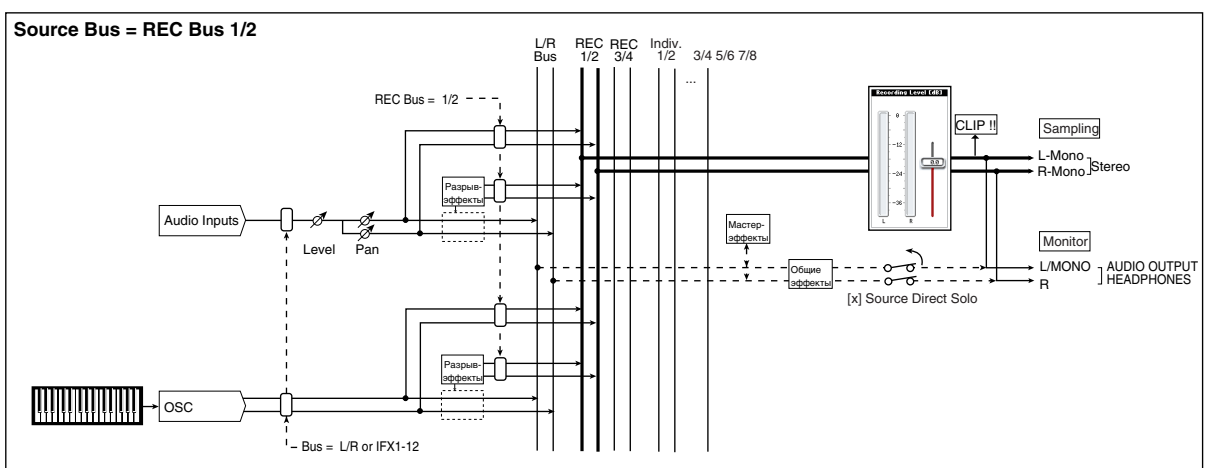 Source Bus = REC Bus 1/2
L/R Bus
REC 1/2
REC 3/4
Indiv. 1/2
3/4 5/6 7/8
...
REC Bus = 1/2
Recording Level [dB]
0
-12
-24
-36
0.0
L R
CLIP !!
Sampling
L-Mono
R-Mono
Stereo
Разрыв-
эффекты
Audio Inputs
Level
Pan
Мастер-
эффекты
Monitor
Общие
эффекты
L/MONO
R
AUDIO OUTPUT
HEADPHONES
[x] Source Direct Solo
Разрыв-
эффекты
OSC
Bus = L/R or IFX1-12